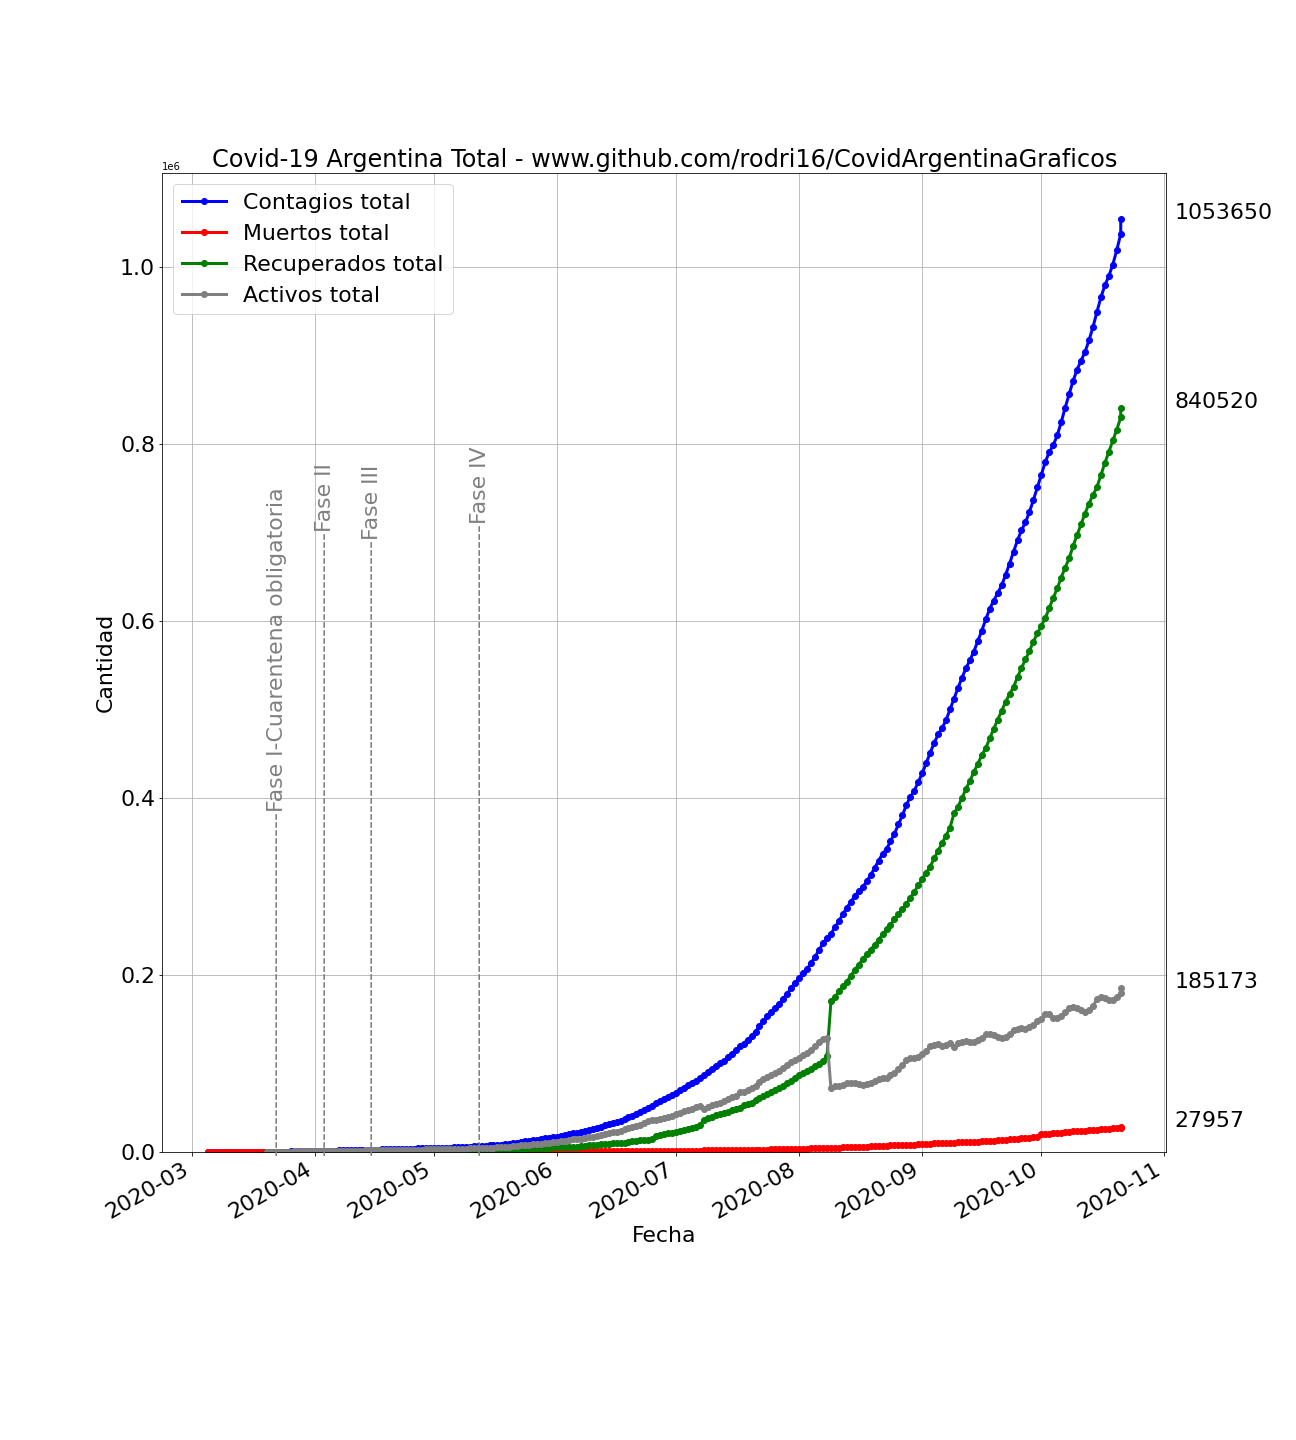 Covid-19 Argentina Total - www.github.com/rodri16/CovidArgentinaGraficos
1e6
Contagios total
Muertos total
Recuperados total
Activos total
1053650
840520
185173
27957
1.0
0.8
0.6
0.4
0.2
0.0
Cantidad
Fase I-Cuarentena obligatoria
Fase II
Fase III
Fase IV
2020-03
2020-04
2020-05
2020-06
2020-07
2020-08
2020-09
2020-10
2020-11
Fecha